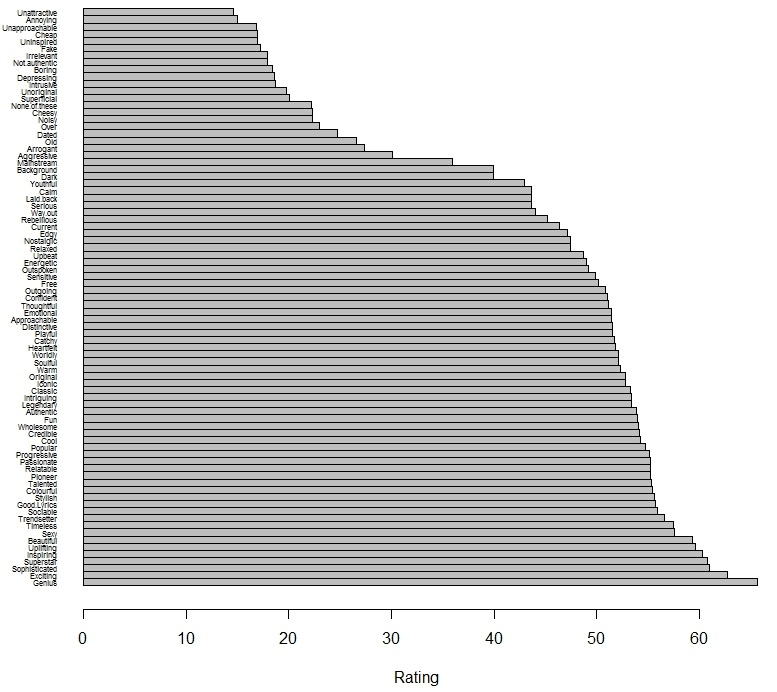 Unattractive
Annoying
Unapproachable
Cheap
Uninspired
Fake
Irrelevant
Not.authentic
Boring
Depressing
Intrusive
Unoriginal
Superficial
None.of.these
Cheesy
Noisy
Over
Dated
Old
Arrogant
Aggressive
Mainstream
Background
Dark
Youthful
Calm
Laid.back
Serious
Way.out
Rebellious
Current
Edgy
Nostalgic
Relaxed
Upbeat
Energetic
Outspoken
Sensitive
Free
Outgoing
Confident
Thoughtful
Emotional
Approachable
Distinctive
Playful
Catchy
Heartfelt
Worldly
Soulful
Warm
Original
Iconic
Classic
Intriguing
Legendary
Authentic
Fun
Wholesome
Credible
Cool
Popular
Progressive
Passionate
Relatable
Pioneer
Talented
Colourful
Stylish
Good.Lyrics
Sociable
Trendsetter
Timeless
Sexy
Beautiful
Uplifting
Inspiring
Superstar
Sophisticated
Exciting
Genius
0 10 20 30 40 50 60
Rating